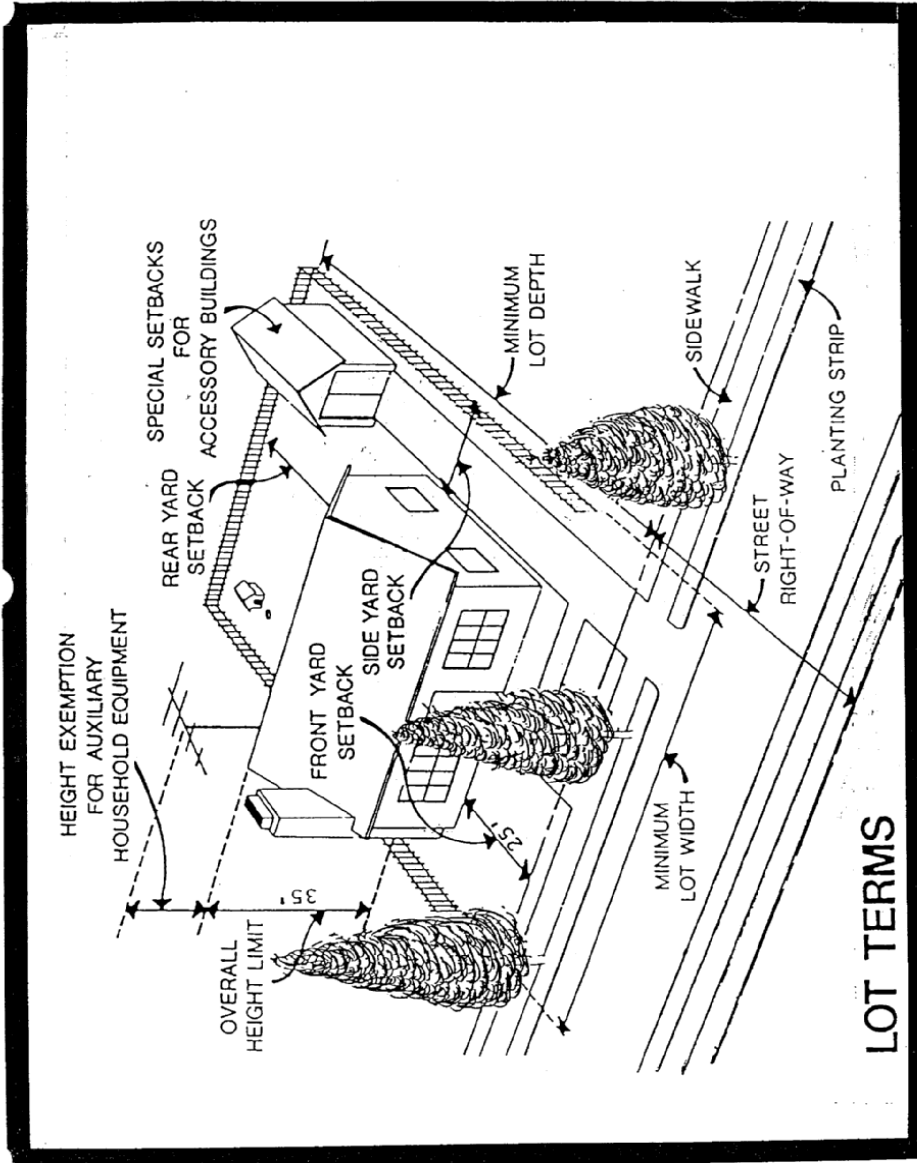 HEIGHT EXEMPTION
FOR AUXILIARY
HOUSEHOLD EQUIPMENT
REAR YARD
SETBACK
SPECIAL SETBACKS
FOR
ACCESSORY BUILDINGS
OVERALL
HEIGHT LIMIT
35'
FRONT YARD
SETBACK
SIDE YARD
SETBACK
25'
MINIMUM
LOT DEPTH
SIDEWALK
MINIMUM
LOT WIDTH
STREET
RIGHT-OF-WAY
PLANTING STRIP
LOT TERMS